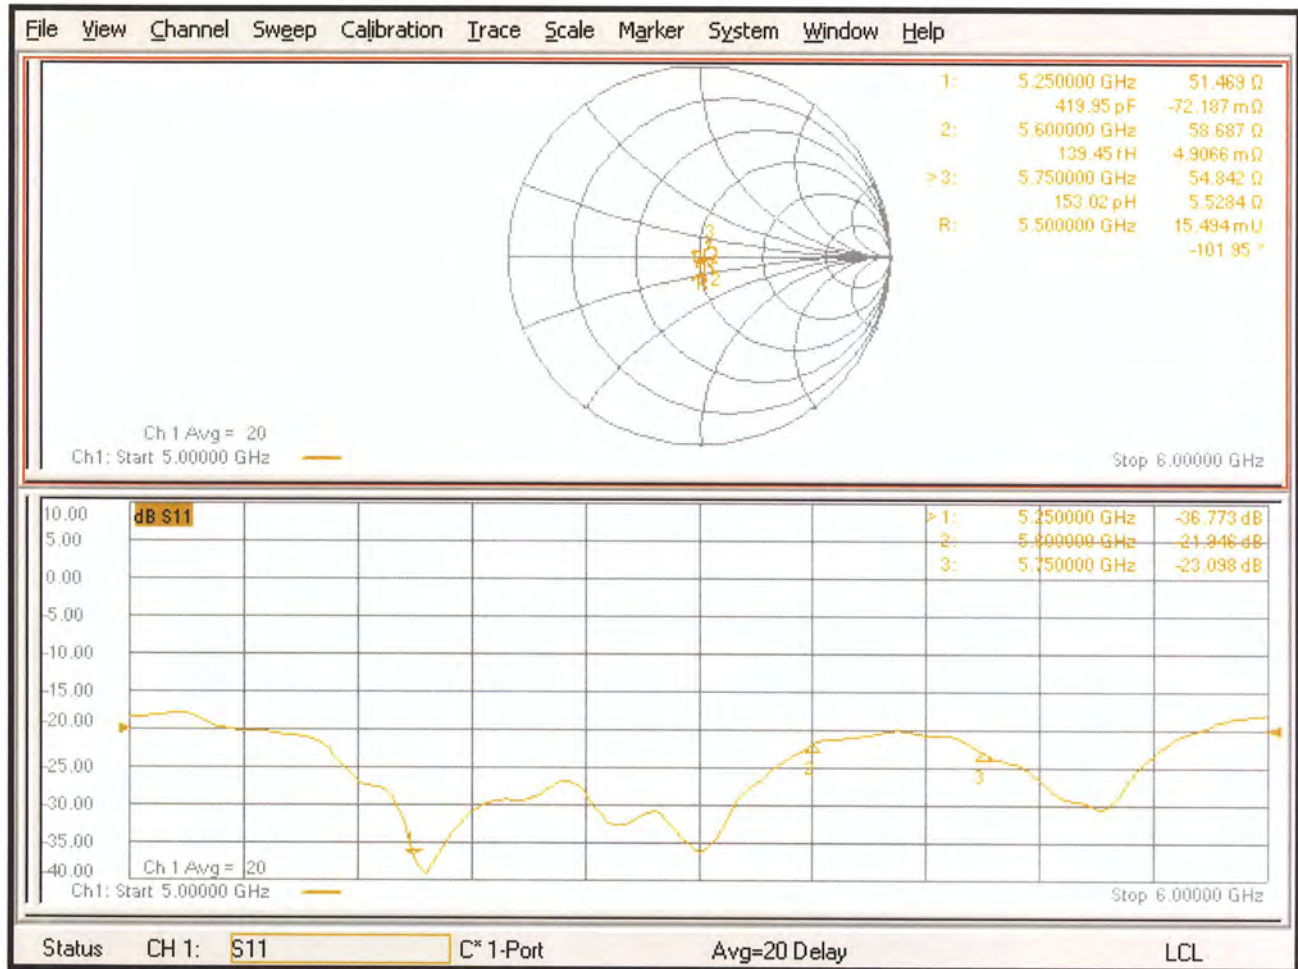 File View Channel Sweep Calibration Trace Scale Marker System Window Help
1: 5.250000 GHz 51.469 Ω
419.95 pF -72.187 mΩ
2: 5.600000 GHz 58.687 Ω
139.45 fH 4.9066 mΩ
>3: 5.750000 GHz 54.842 Ω
153.02 pH 5.5284 Ω
R: 5.500000 GHz 15.494 mU
-101.95 °
3
2
Ch 1 Avg = 20
Ch1: Start 5.00000 GHz
Stop 6.00000 GHz
10.00
5.00
0.00
-5.00
-10.00
-15.00
-20.00
-25.00
-30.00
-35.00
-40.00
dB S11
>1: 5.250000 GHz -36.773 dB
2: 5.600000 GHz -21.946 dB
3: 5.750000 GHz -23.098 dB
2
3
Ch 1 Avg = 20
Ch1: Start 5.00000 GHz
Stop 6.00000 GHz
Status CH 1: S11 C* 1-Port Avg=20 Delay LCL